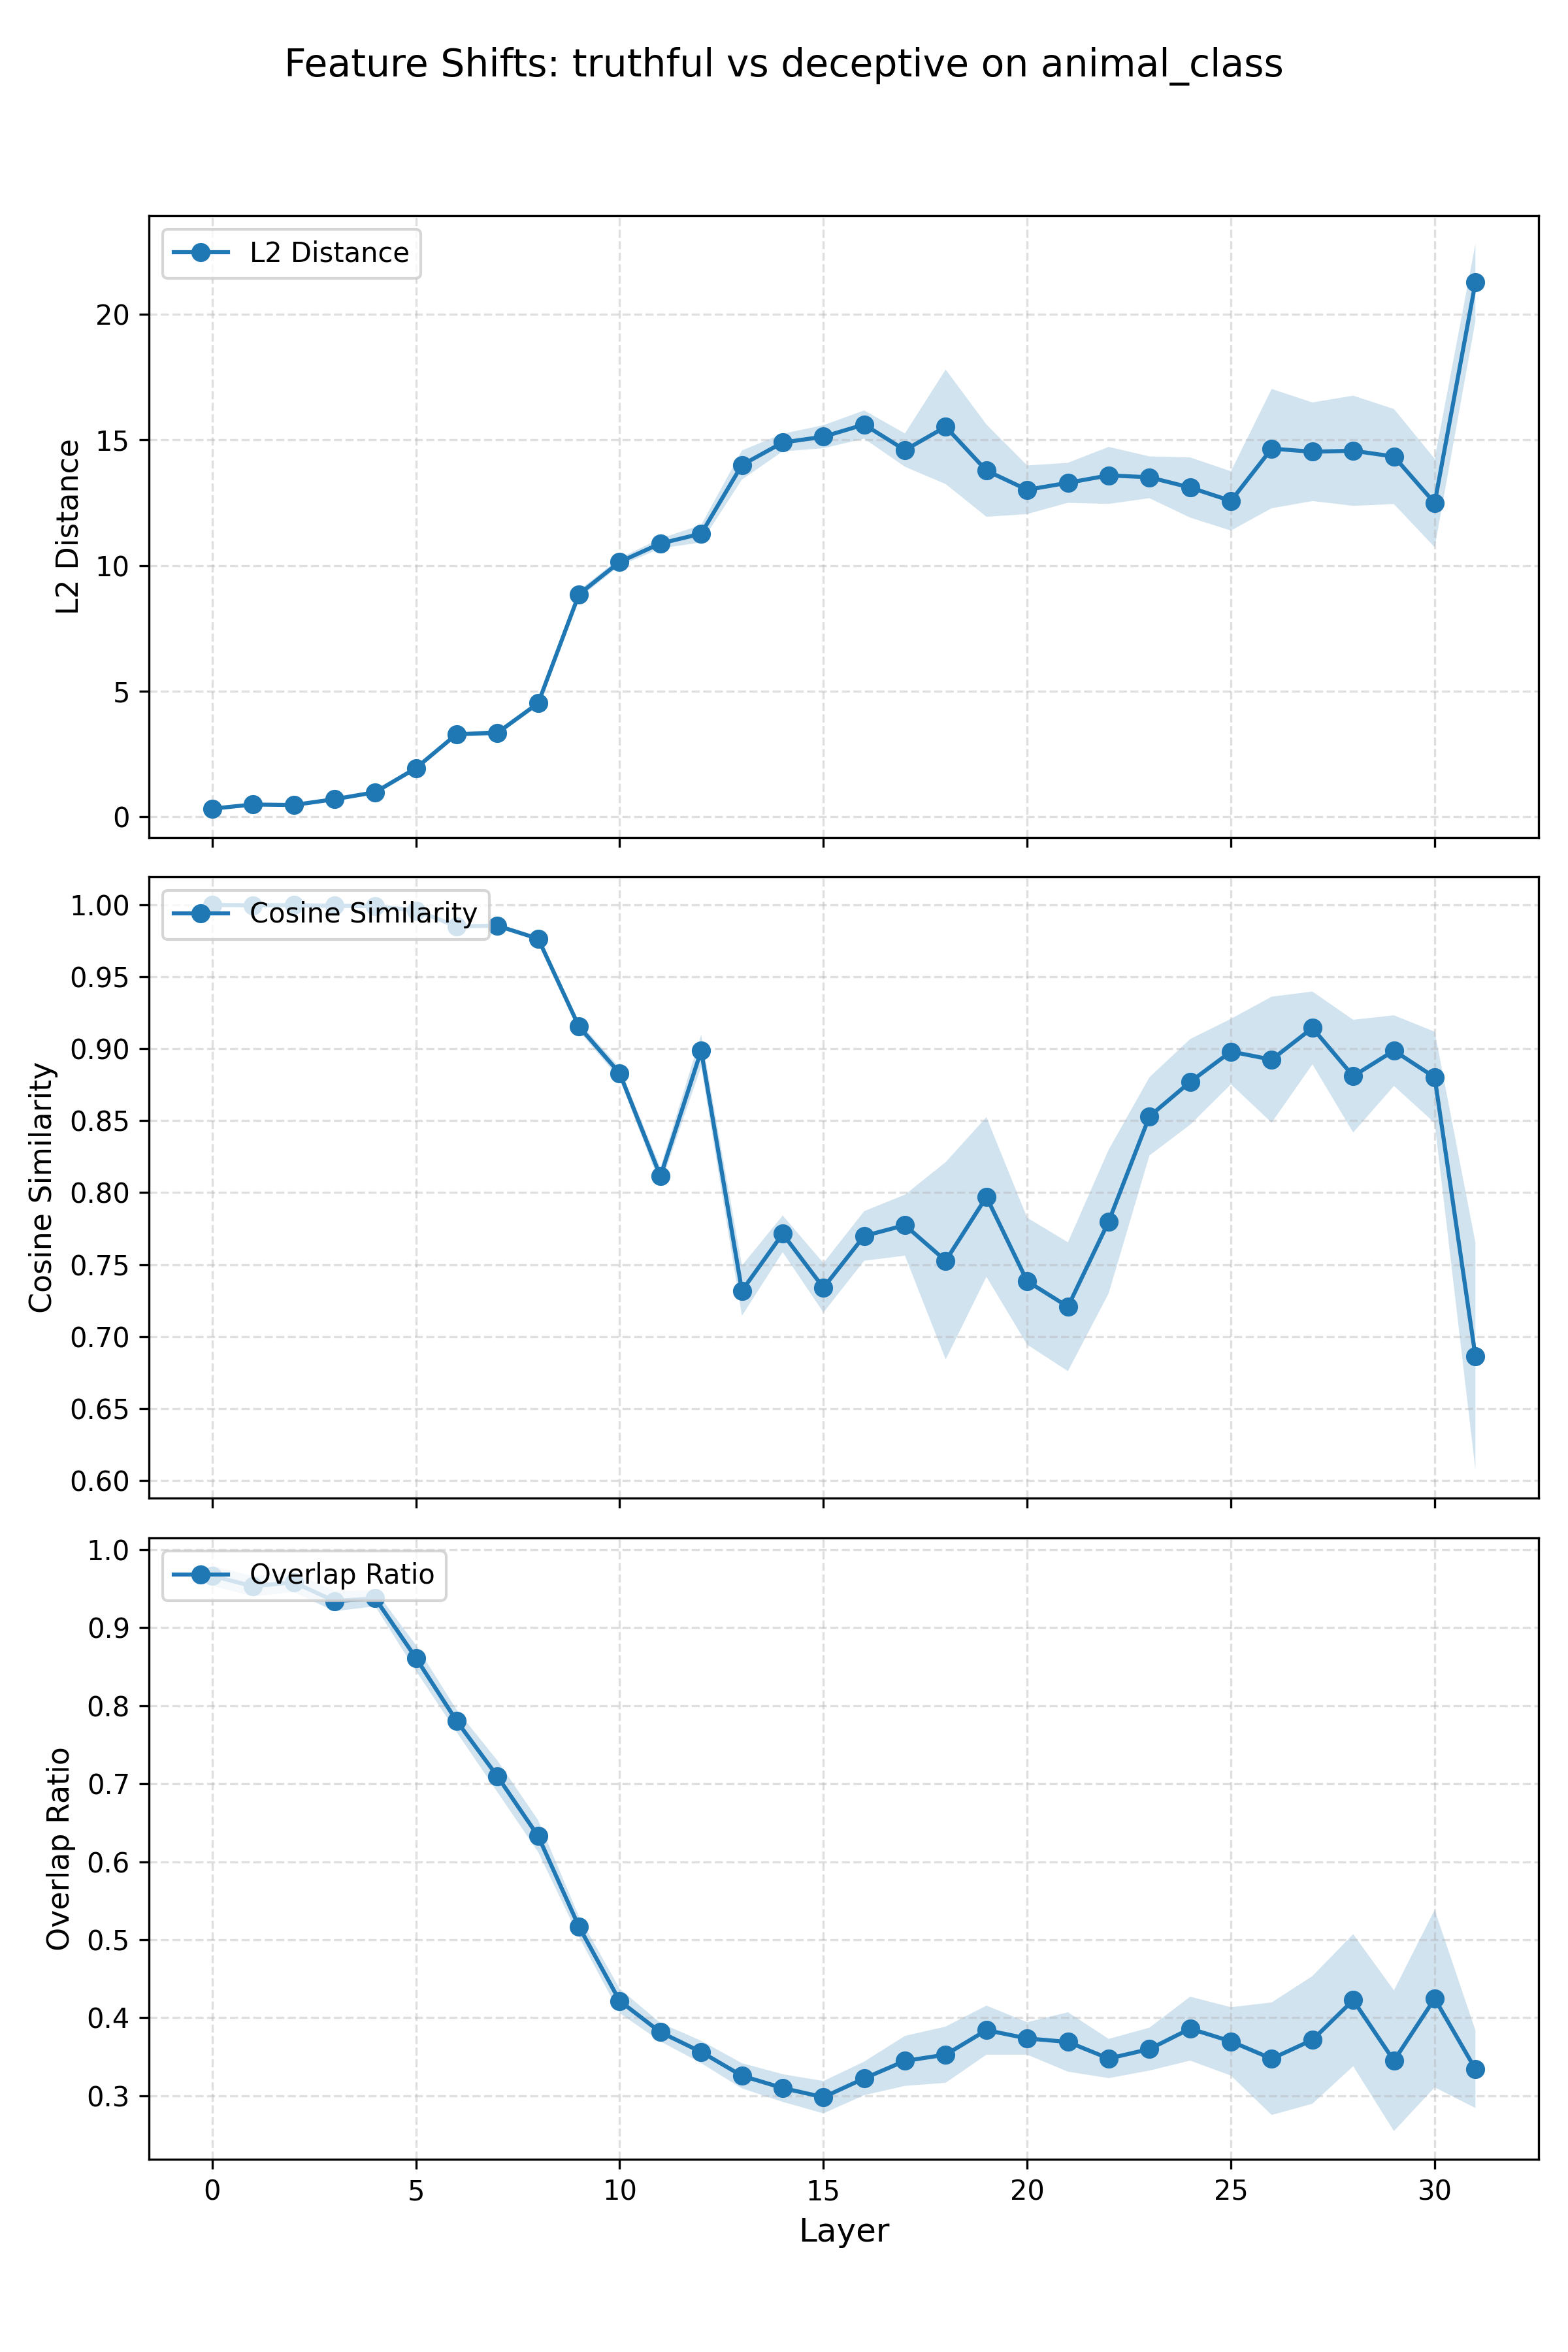 Feature Shifts: truthful vs deceptive on animal_class
L2 Distance
L2 Distance
20
15
10
5
0
Cosine Similarity
Cosine Similarity
1.00
0.95
0.90
0.85
0.80
0.75
0.70
0.65
0.60
Overlap Ratio
Overlap Ratio
1.0
0.9
0.8
0.7
0.6
0.5
0.4
0.3
0 5 10 15 20 25 30
Layer